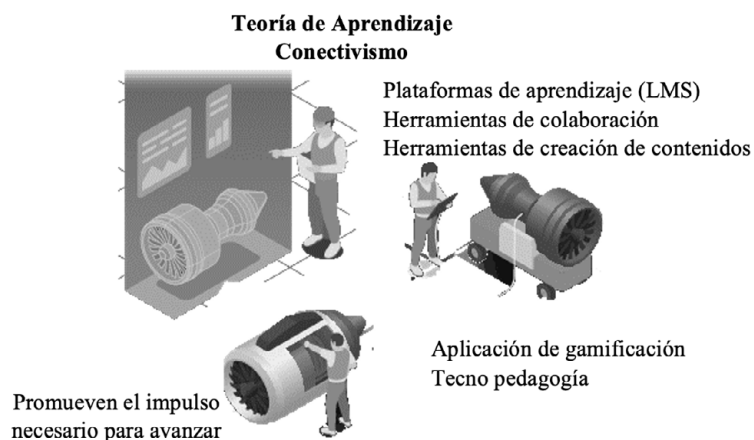 Teoría de Aprendizaje
Conectivismo
Plataformas de aprendizaje (LMS)
Herramientas de colaboración
Herramientas de creación de contenidos
Aplicación de gamificación
Tecno pedagogía
Promueven el impulso
necesario para avanzar